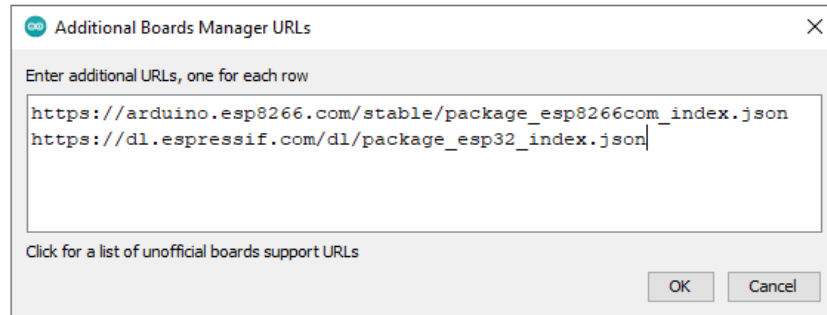 Additional Boards Manager URLs
Enter additional URLs, one for each row
https://arduino.esp8266.com/stable/package_esp8266com_index.json
https://dl.espressif.com/dl/package_esp32_index.json
Click for a list of unofficial boards support URLs
OK Cancel